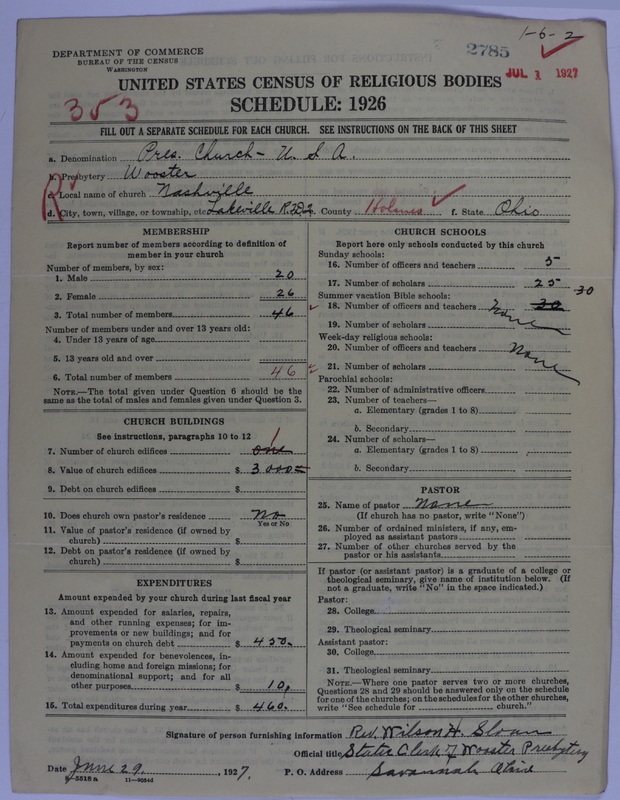 1-6-2
DEPARTMENT OF COMMERCE
BUREAU OF THE CENSUS
WASHINGTON
2785
JUL 1 1927
UNITED STATES CENSUS OF RELIGIOUS BODIES
353
SCHEDULE: 1926
FILL OUT A SEPARATE SCHEDULE FOR EACH CHURCH. SEE INSTRUCTIONS ON THE BACK OF THIS SHEET
a. Denomination Pres. Church - U.S.A.
b. Presbytery Wooster
R
c. Local name of church Nashville
d. City, town, village, or township, etc. Lakeville R.D.2 County Holmes f. State Ohio
MEMBERSHIP
Report number of members according to definition of
member in your church
Number of members, by sex:
1. Male 20
2. Female 26
3. Total number of members 46
Number of members under and over 13 years old:
4. Under 13 years of age
5. 13 years old and over
6. Total number of members 46
NOTE.—The total given under Question 6 should be the
same as the total of males and females given under Question 3.
CHURCH BUILDINGS
See instructions, paragraphs 10 to 12
7. Number of church edifices one 1
8. Value of church edifices $ 3000=
9. Debt on church edifices $
10. Does church own pastor's residence No
Yes or No
11. Value of pastor's residence (if owned by
church) $
12. Debt on pastor's residence (if owned by
church) $
EXPENDITURES
Amount expended by your church during last fiscal year
13. Amount expended for salaries, repairs,
and other running expenses; for im-
provements or new buildings; and for
payments on church debt $ 450.
14. Amount expended for benevolences, in-
cluding home and foreign missions; for
denominational support; and for all
other purposes $ 10,
15. Total expenditures during year $ 460.
CHURCH SCHOOLS
Report here only schools conducted by this church
Sunday schools:
16. Number of officers and teachers 5
17. Number of scholars 25 30
Summer vacation Bible schools:
18. Number of officers and teachers None 30
19. Number of scholars
Week-day religious schools:
20. Number of officers and teachers None
21. Number of scholars
Parochial schools:
22. Number of administrative officers
23. Number of teachers—
a. Elementary (grades 1 to 8)
b. Secondary
24. Number of scholars—
a. Elementary (grades 1 to 8)
b. Secondary
PASTOR
25. Name of pastor None
(If church has no pastor, write "None")
26. Number of ordained ministers, if any, em-
ployed as assistant pastors
27. Number of other churches served by the
pastor or his assistants
If pastor (or assistant pastor) is a graduate of a college or
theological seminary, give name of institution below. (If
not a graduate, write "No" in the space indicated.)
Pastor:
28. College
29. Theological seminary
Assistant pastor:
30. College
31. Theological seminary
NOTE.—Where one pastor serves two or more churches,
Questions 28 and 29 should be answered only on the schedule
for one of the churches; on the schedules for the other churches,
write "See schedule for church."
Signature of person furnishing information Rev. Wilson H. Sloan
Official title Stated Clerk of Wooster Presbytery
Date June 29, 1927. P. O. Address Savannah Ohio
11-9084d